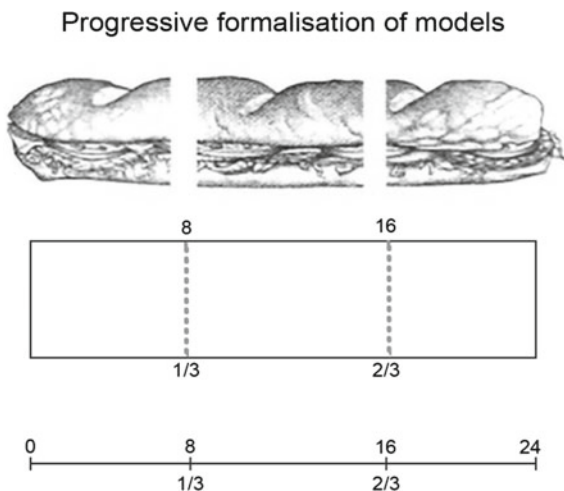 Progressive formalisation of models
8 16
1/3 2/3
0 8 16 24
1/3 2/3